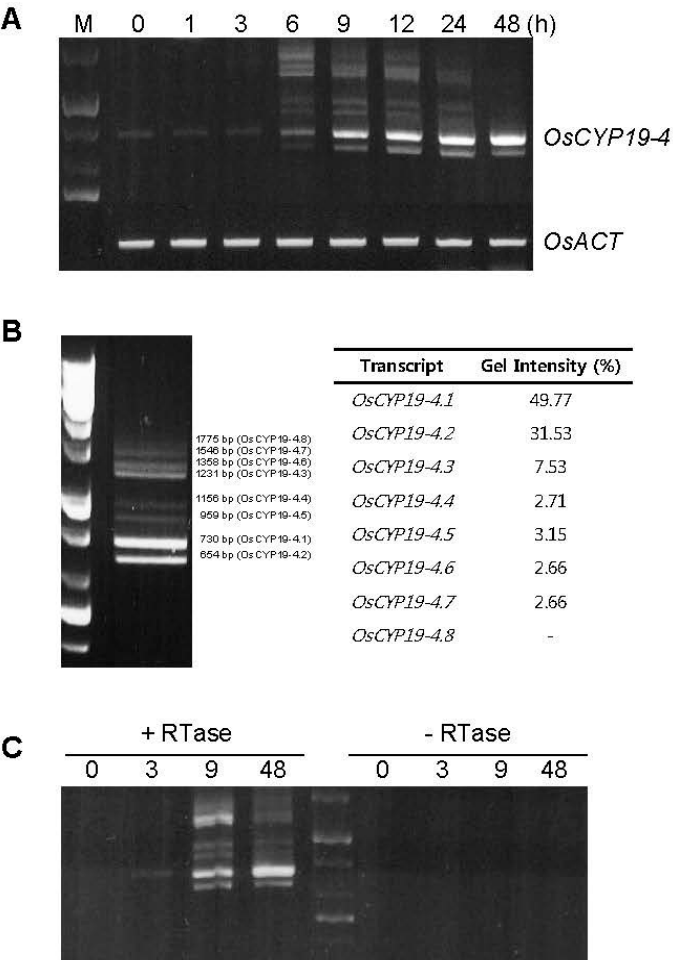 A
M 0 1 3 6 9 12 24 48 (h)
OsCYP19-4
OsACT
B
1775 bp (OsCYP19-4.8)
1546 bp (OsCYP19-4.7)
1358 bp (OsCYP19-4.6)
1231 bp (OsCYP19-4.3)
1156 bp (OsCYP19-4.4)
959 bp (OsCYP19-4.5)
730 bp (OsCYP19-4.1)
654 bp (OsCYP19-4.2)
Transcript Gel Intensity (%)
OsCYP19-4.1 49.77
OsCYP19-4.2 31.53
OsCYP19-4.3 7.53
OsCYP19-4.4 2.71
OsCYP19-4.5 3.15
OsCYP19-4.6 2.66
OsCYP19-4.7 2.66
OsCYP19-4.8 -
C
+ RTase - RTase
0 3 9 48 0 3 9 48